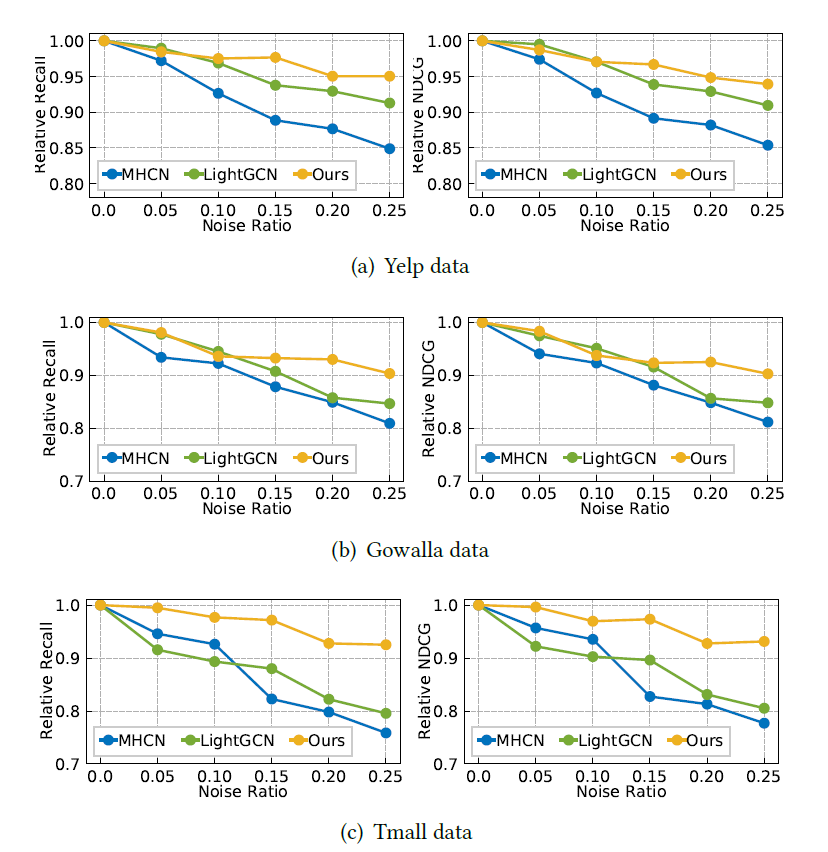 Relative Recall
1.00
0.95
0.90
0.85
0.80
MHCN LightGCN Ours
0.0 0.05 0.10 0.15 0.20 0.25
Noise Ratio
Relative NDCG
1.00
0.95
0.90
0.85
0.80
MHCN LightGCN Ours
0.0 0.05 0.10 0.15 0.20 0.25
Noise Ratio
(a) Yelp data
Relative Recall
1.0
0.9
0.8
0.7
MHCN LightGCN Ours
0.0 0.05 0.10 0.15 0.20 0.25
Noise Ratio
Relative NDCG
1.0
0.9
0.8
0.7
MHCN LightGCN Ours
0.0 0.05 0.10 0.15 0.20 0.25
Noise Ratio
(b) Gowalla data
Relative Recall
1.0
0.9
0.8
0.7
MHCN LightGCN Ours
0.0 0.05 0.10 0.15 0.20 0.25
Noise Ratio
Relative NDCG
1.0
0.9
0.8
0.7
MHCN LightGCN Ours
0.0 0.05 0.10 0.15 0.20 0.25
Noise Ratio
(c) Tmall data